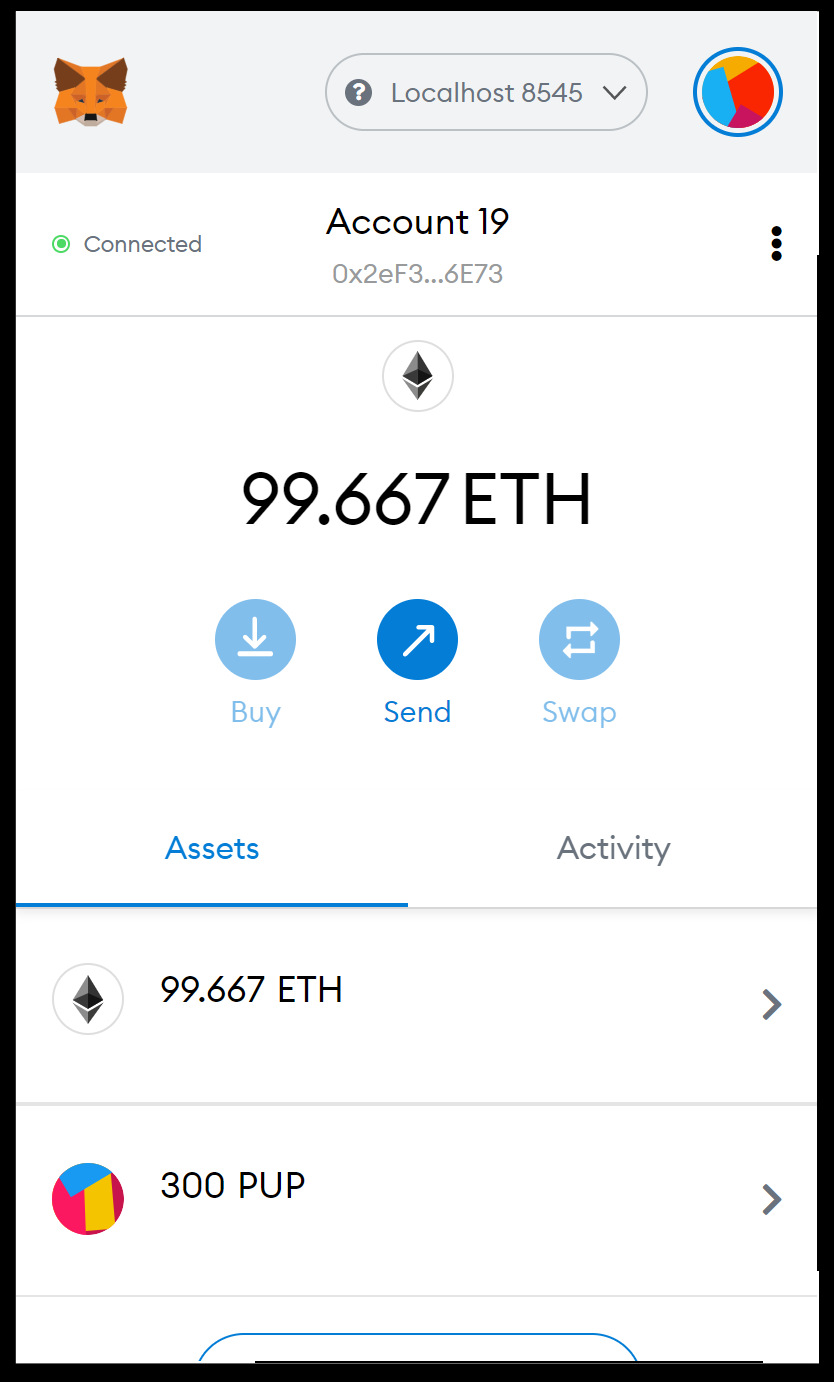 Localhost 8545
Connected
Account 19
0x2eF3...6E73
99.667 ETH
Buy
Send
Swap
Assets
Activity
99.667 ETH
300 PUP